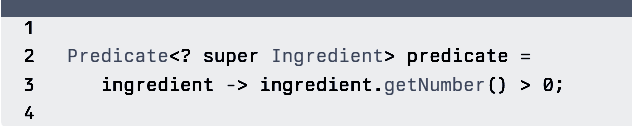 1
2 Predicate<? super Ingredient> predicate =
3 ingredient -> ingredient.getNumber() > 0;
4